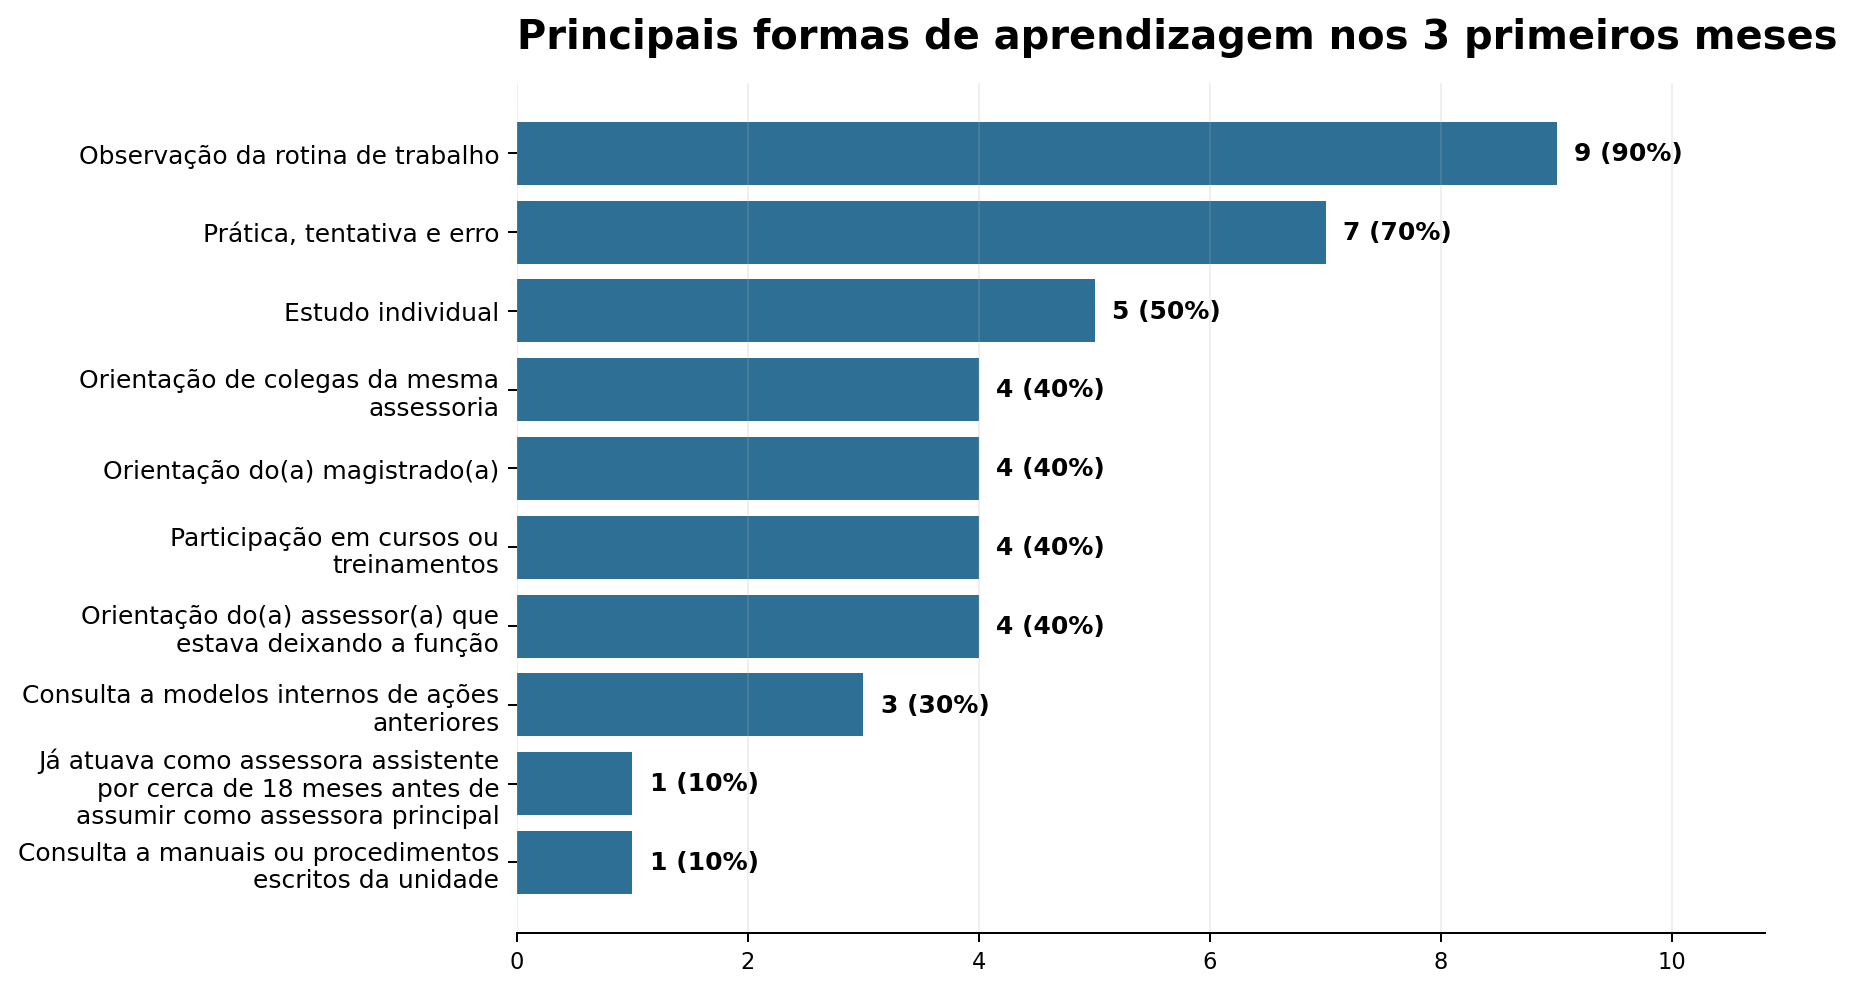 Principais formas de aprendizagem nos 3 primeiros meses
Observação da rotina de trabalho
9 (90%)
Prática, tentativa e erro
7 (70%)
Estudo individual
5 (50%)
Orientação de colegas da mesma
assessoria
4 (40%)
Orientação do(a) magistrado(a)
4 (40%)
Participação em cursos ou
treinamentos
4 (40%)
Orientação do(a) assessor(a) que
estava deixando a função
4 (40%)
Consulta a modelos internos de ações
anteriores
3 (30%)
Já atuava como assessora assistente
por cerca de 18 meses antes de
assumir como assessora principal
1 (10%)
Consulta a manuais ou procedimentos
escritos da unidade
1 (10%)
0 2 4 6 8 10